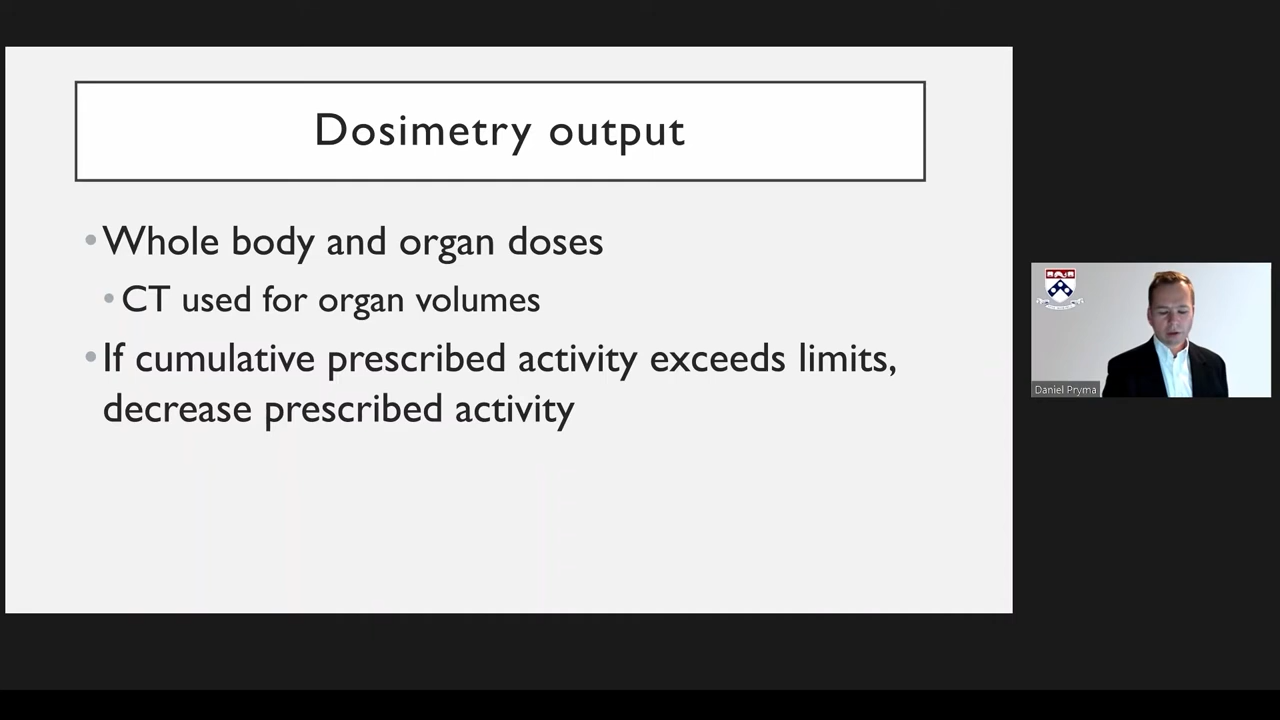 Dosimetry output
•Whole body and organ doses
•CT used for organ volumes
•If cumulative prescribed activity exceeds limits,
decrease prescribed activity
Daniel Pryma